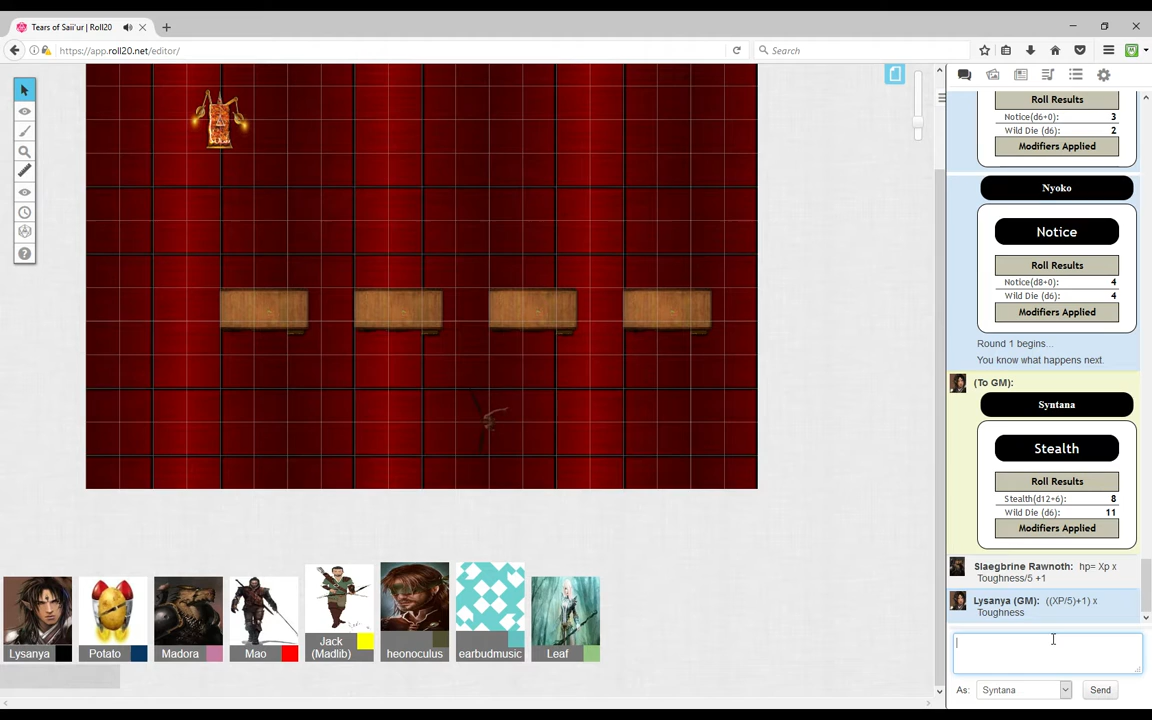 Tears of Saii'ur | Roll20
https://app.roll20.net/editor/
Search
Roll Results
Notice(d6+0): 3
Wild Die (d6): 2
Modifiers Applied
Nyoko
Notice
Roll Results
Notice(d8+0): 4
Wild Die (d6): 4
Modifiers Applied
Round 1 begins...
You know what happens next.
(To GM):
Syntana
Stealth
Roll Results
Stealth(d12+6): 8
Wild Die (d6): 11
Modifiers Applied
Slaegbrine Rawnoth: hp= Xp x
Toughness/5 +1
Lysanya (GM): ((XP/5)+1) x
Toughness
As: Syntana Send
Lysanya
Potato
Madora
Mao
Jack
(Madlib)
heonoculus
earbudmusic
Leaf